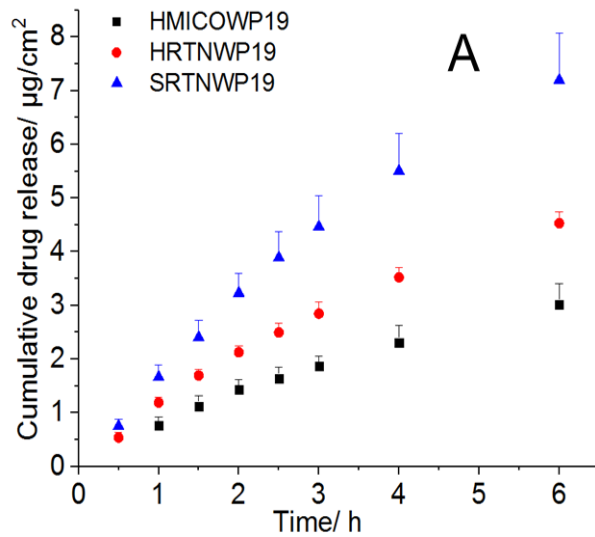 HMICOWP19
HRTNWP19
SRTNWP19
A
Cumulative drug release/ µg/cm²
8
7
6
5
4
3
2
1
0
0 1 2 3 4 5 6
Time/ h